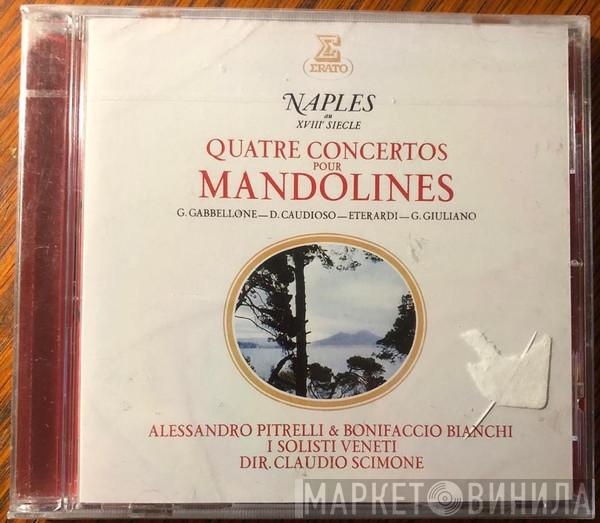 ERATO
NAPLES
au
XVIIIᵉ SIECLE
QUATRE CONCERTOS
POUR
MANDOLINES
G. GABBELLONE—D. CAUDIOSO—ETERARDI—G. GIULIANO
ALESSANDRO PITRELLI & BONIFACCIO BIANCHI
I SOLISTI VENETI
DIR. CLAUDIO SCIMONE
МАРКЕТ ВИНИЛА